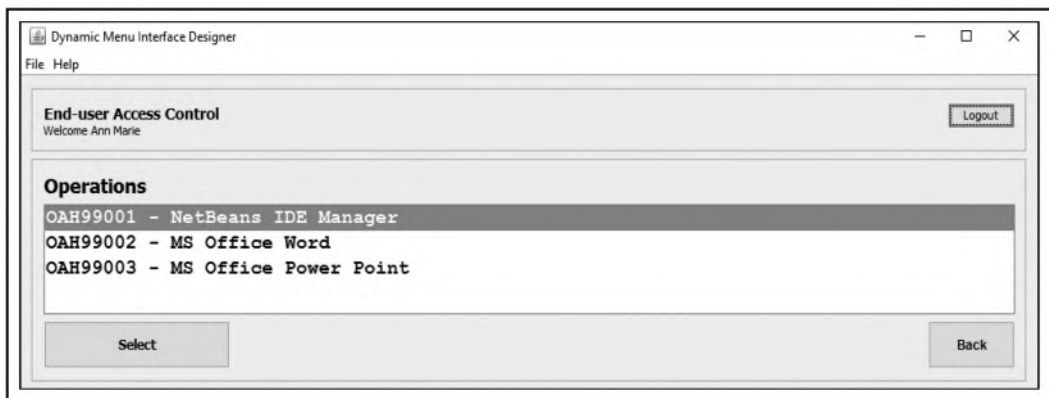 Dynamic Menu Interface Designer
File Help
End-user Access Control
Welcome Ann Marie
Logout
Operations
OAH99001 - NetBeans IDE Manager
OAH99002 - MS Office Word
OAH99003 - MS Office Power Point
Select
Back